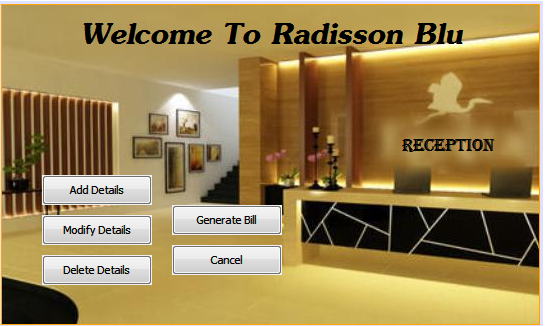 Welcome To Radisson Blu
RECEPTION
Add Details
Modify Details
Delete Details
Generate Bill
Cancel